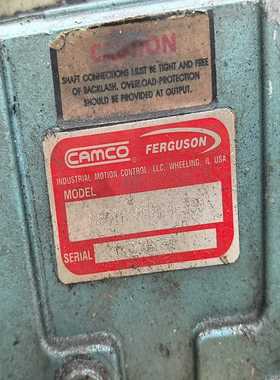 CAUTION
SHAFT CONNECTIONS MUST BE TIGHT AND FREE
OF BACKLASH. OVERLOAD-PROTECTION
SHOULD BE PROVIDED AT OUTPUT.
CAMCO® FERGUSON
INDUSTRIAL MOTION CONTROL, LLC, WHEELING, IL USA
MODEL
SERIAL